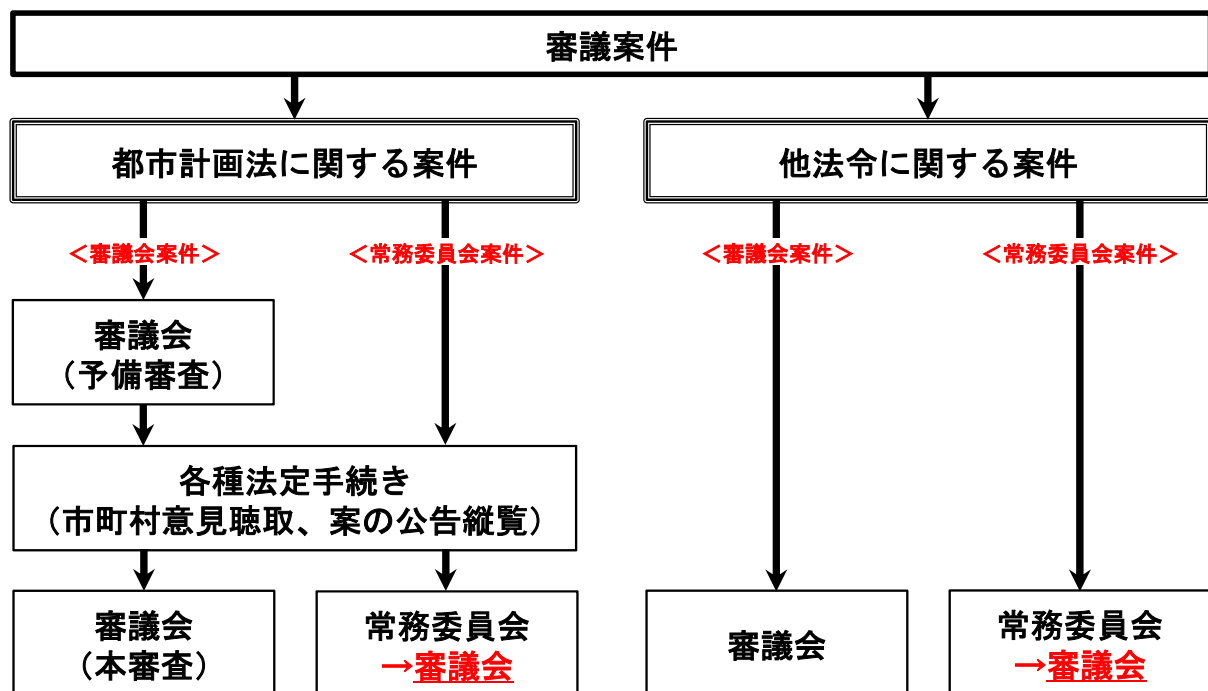 審議案件
都市計画法に関する案件
他法令に関する案件
＜審議会案件＞
＜常務委員会案件＞
＜審議会案件＞
＜常務委員会案件＞
審議会
（予備審査）
各種法定手続き
（市町村意見聴取、案の公告縦覧）
審議会
（本審査）
常務委員会
→審議会
審議会
常務委員会
→審議会